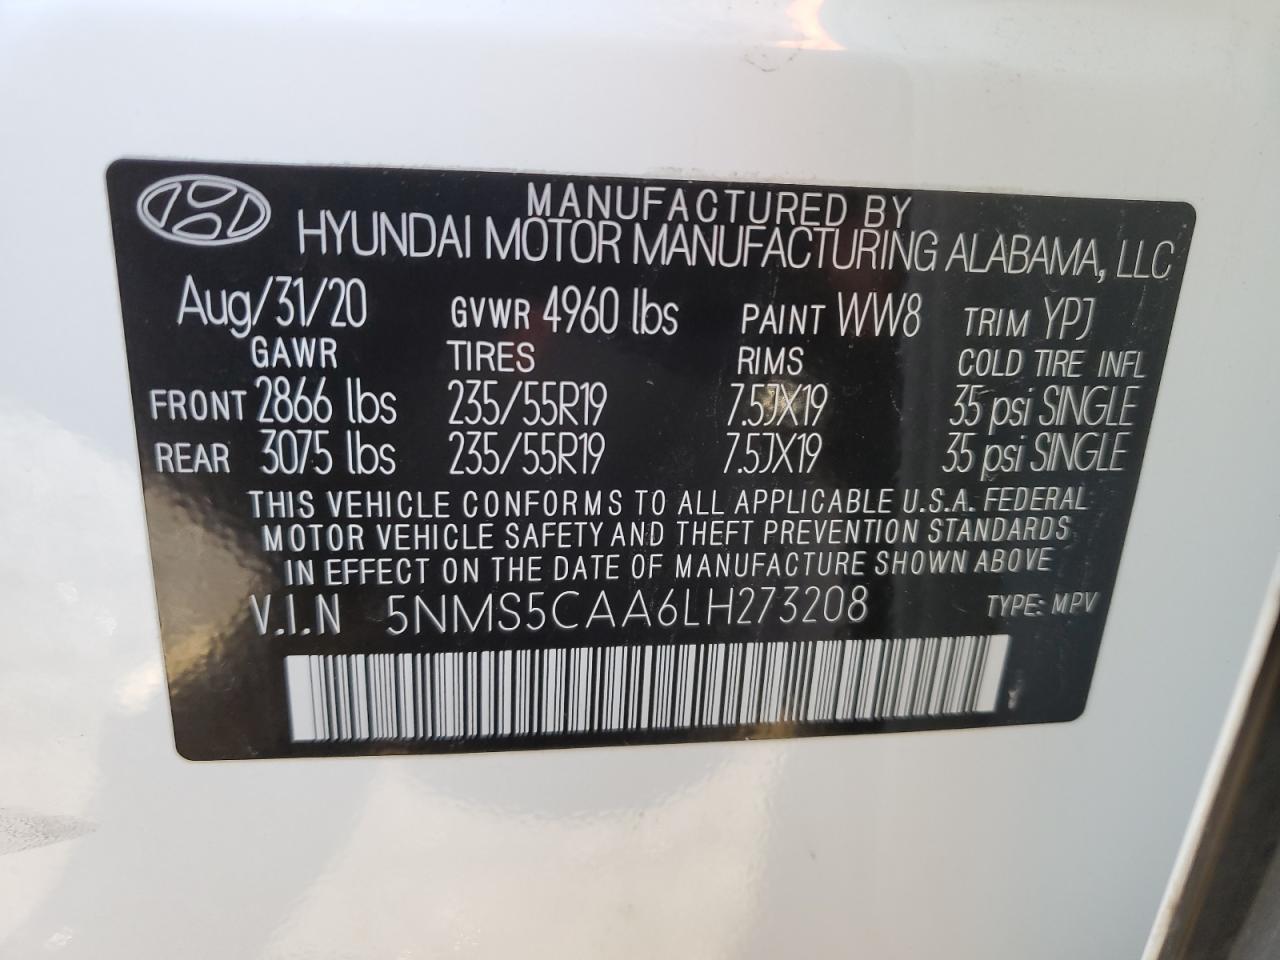 MANUFACTURED BY
HYUNDAI MOTOR MANUFACTURING ALABAMA, LLC
Aug/31/20 GVWR 4960 lbs PAINT WW8 TRIM YPJ
GAWR TIRES RIMS COLD TIRE INFL
FRONT 2866 lbs 235/55R19 7.5JX19 35 psi SINGLE
REAR 3075 lbs 235/55R19 7.5JX19 35 psi SINGLE
THIS VEHICLE CONFORMS TO ALL APPLICABLE U.S.A. FEDERAL
MOTOR VEHICLE SAFETY AND THEFT PREVENTION STANDARDS
IN EFFECT ON THE DATE OF MANUFACTURE SHOWN ABOVE
V.I.N 5NMS5CAA6LH273208 TYPE: MPV